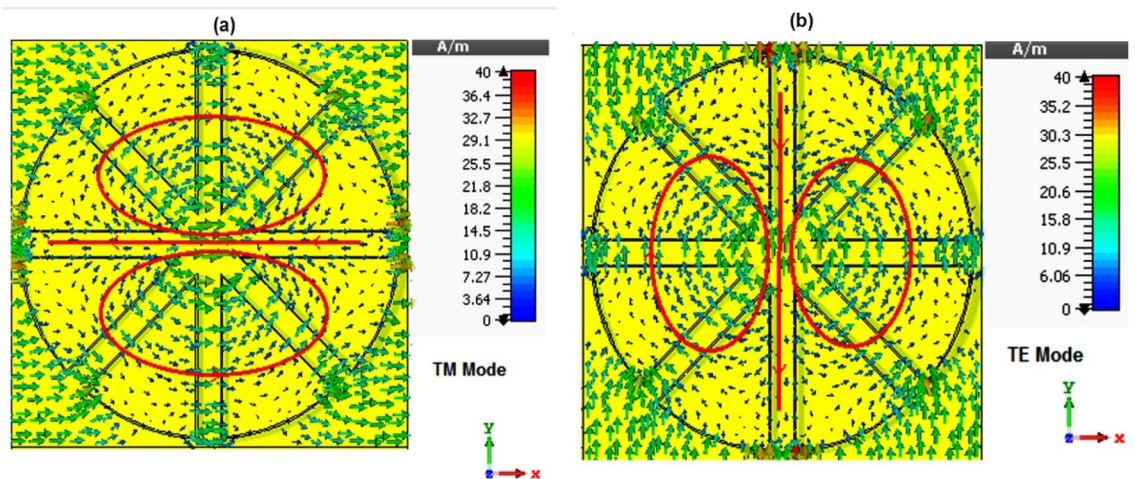 (a)
(b)
A/m
40
36.4
32.7
29.1
25.5
21.8
18.2
14.5
10.9
7.27
3.64
0
TM Mode
Y
z
x
A/m
40
35.2
30.3
25.5
20.6
15.8
10.9
6.06
0
TE Mode
Y
z
x